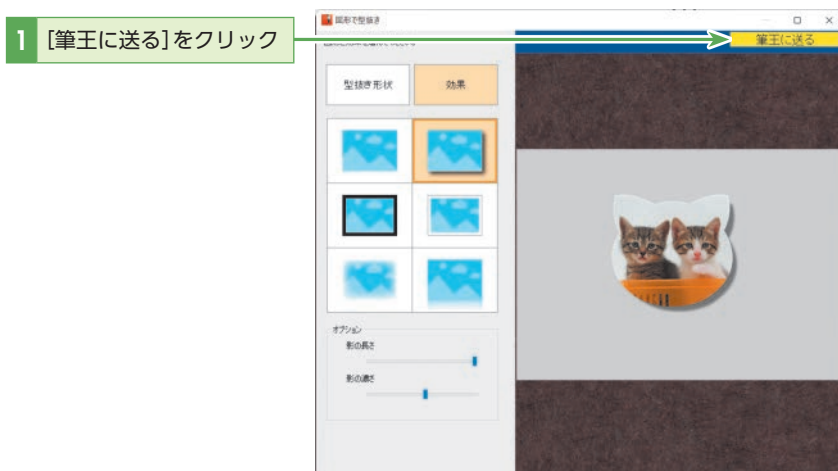 図形で型抜き
1 [筆王に送る]をクリック
筆王に送る
型抜き形状 効果
オプション
影の長さ
影の濃さ